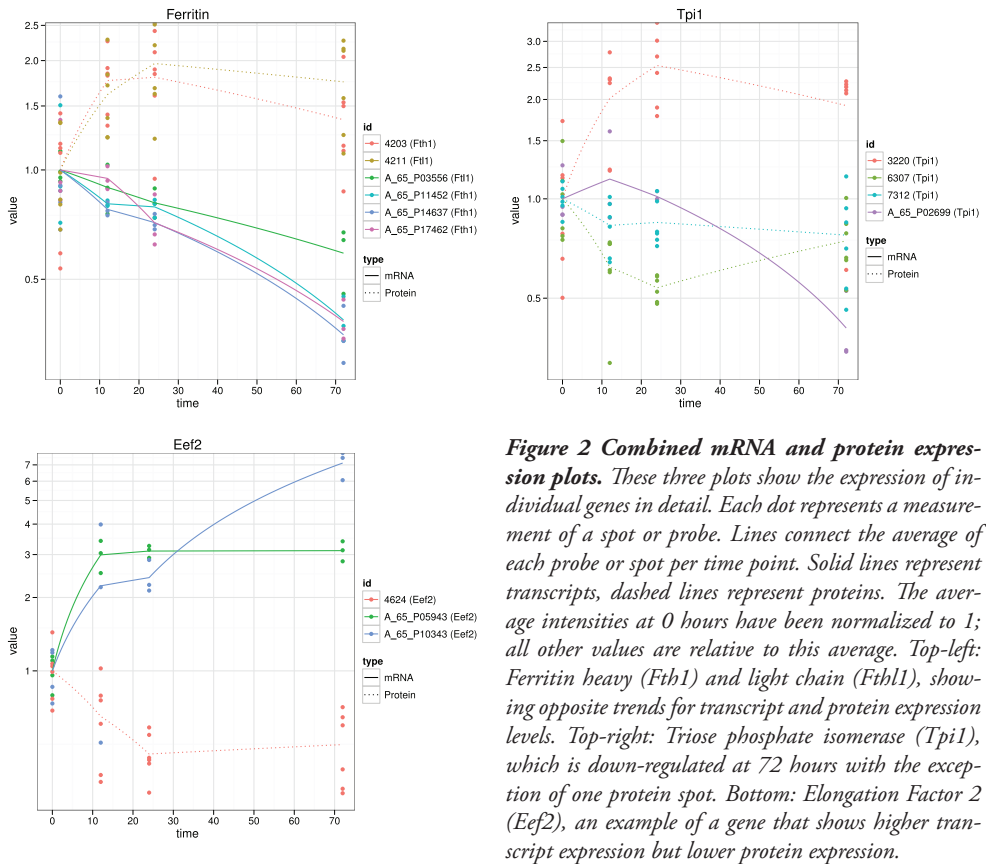 Ferritin
2.5
2.0
1.5
1.0
0.5
value
0 10 20 30 40 50 60 70
time
id
4203 (Fth1)
4211 (Ftl1)
A_65_P03556 (Ftl1)
A_65_P11452 (Fth1)
A_65_P14637 (Fth1)
A_65_P17462 (Fth1)
type
mRNA
Protein
Tpi1
3.0
2.5
2.0
1.5
1.0
0.5
value
0 10 20 30 40 50 60 70
time
id
3220 (Tpi1)
6307 (Tpi1)
7312 (Tpi1)
A_65_P02699 (Tpi1)
type
mRNA
Protein
Eef2
7
6
5
4
3
2
1
value
0 10 20 30 40 50 60 70
time
id
4624 (Eef2)
A_65_P05943 (Eef2)
A_65_P10343 (Eef2)
type
mRNA
Protein
Figure 2 Combined mRNA and protein expres-
sion plots. These three plots show the expression of in-
dividual genes in detail. Each dot represents a measure-
ment of a spot or probe. Lines connect the average of
each probe or spot per time point. Solid lines represent
transcripts, dashed lines represent proteins. The aver-
age intensities at 0 hours have been normalized to 1;
all other values are relative to this average. Top-left:
Ferritin heavy (Fth1) and light chain (Fthl1), show-
ing opposite trends for transcript and protein expression
levels. Top-right: Triose phosphate isomerase (Tpi1),
which is down-regulated at 72 hours with the excep-
tion of one protein spot. Bottom: Elongation Factor 2
(Eef2), an example of a gene that shows higher tran-
script expression but lower protein expression.